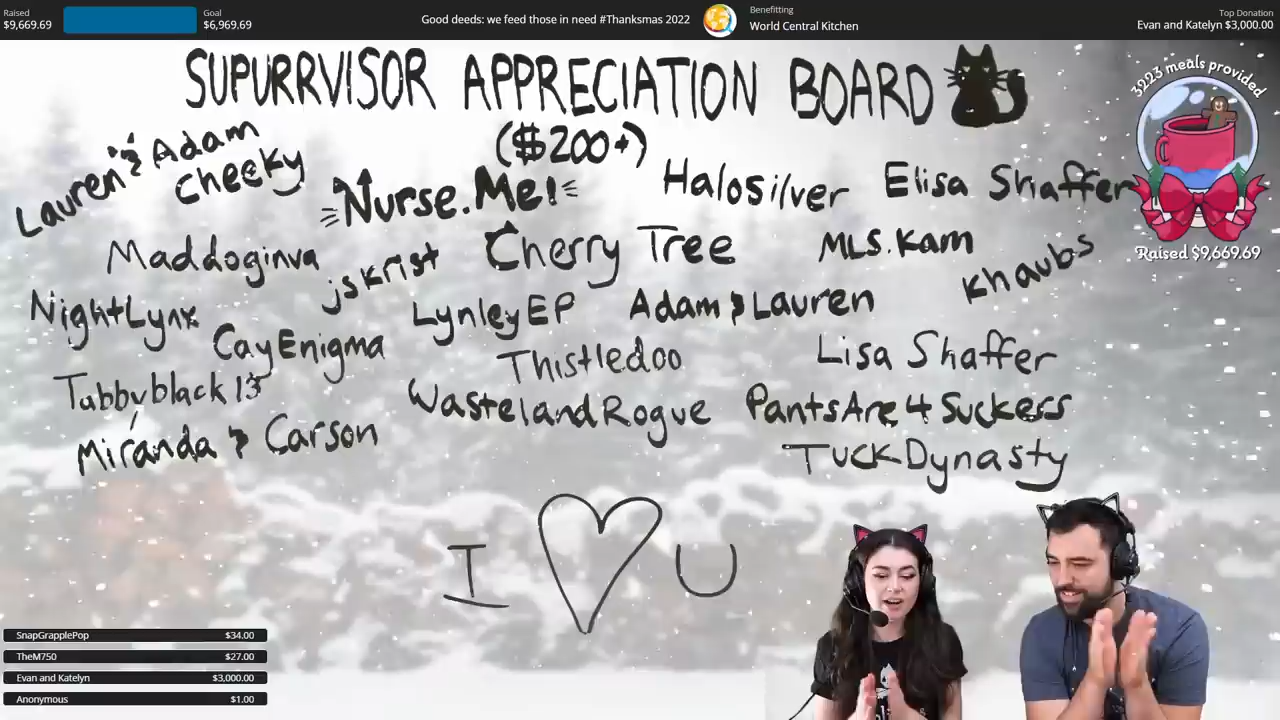 Raised
$9,669.69
Goal
$6,969.69
Good deeds: we feed those in need #Thanksmas 2022
Benefitting
World Central Kitchen
Top Donation
Evan and Katelyn $3,000.00
SUPURRVISOR APPRECIATION BOARD
($200+)
3223 meals provided
Raised $9,669.69
Lauren & Adam
Cheeky
Nurse.Me!
Halosilver
Elisa Shaffer
Maddoginva
jskrist
Cherry Tree
MLS.Kam
Khaubs
NightLynx
CayEnigma
LynleyEP
Adam & Lauren
Thistledoo
Lisa Shaffer
Tabbyblack13
WastelandRogue
PantsAre4Suckers
Miranda & Carson
TuckDynasty
I ♡ U
SnapGrapplePop $34.00
TheM750 $27.00
Evan and Katelyn $3,000.00
Anonymous $1.00